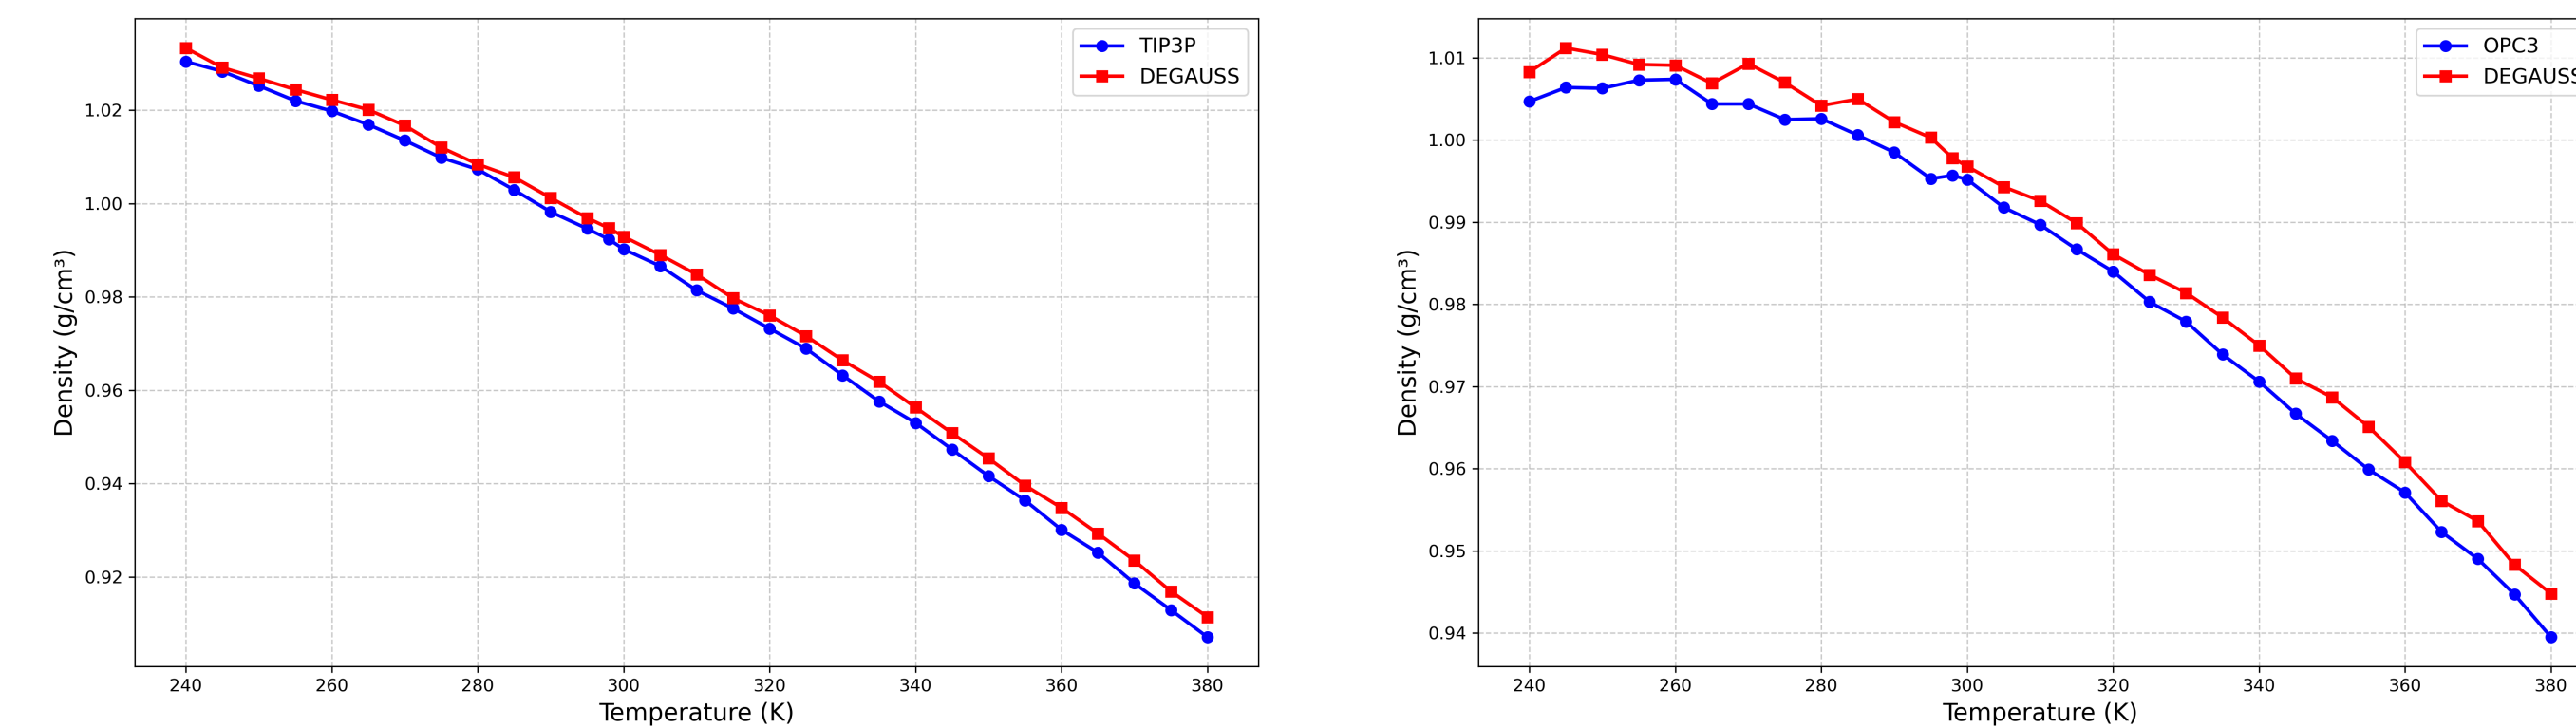 TIP3P
DEGAUSS
1.02
1.00
0.98
0.96
0.94
0.92
Density (g/cm³)
240 260 280 300 320 340 360 380
Temperature (K)
OPC3
DEGAUSS
1.01
1.00
0.99
0.98
0.97
0.96
0.95
0.94
Density (g/cm³)
240 260 280 300 320 340 360 380
Temperature (K)